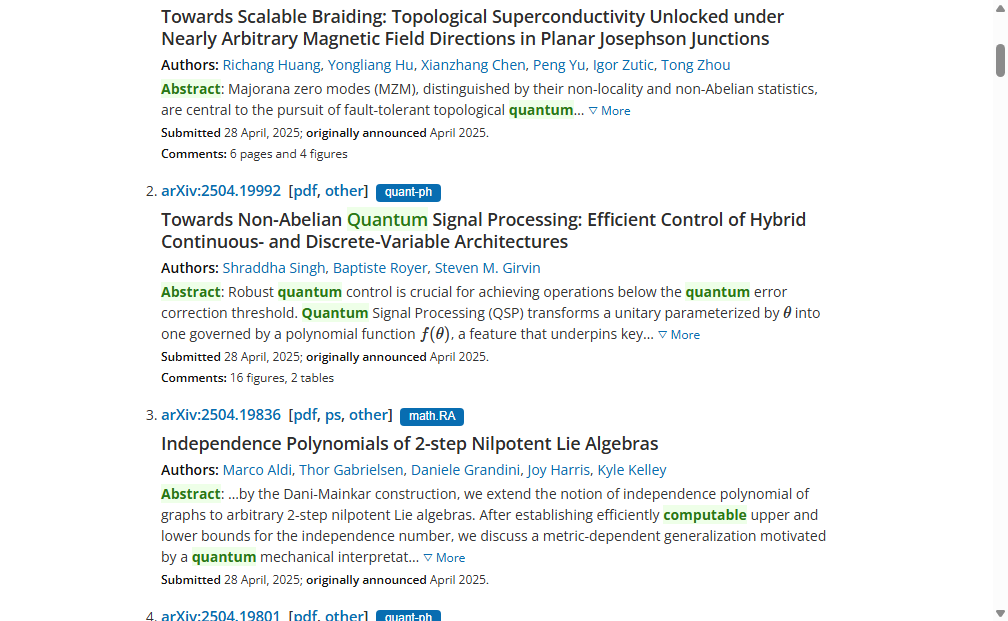 Towards Scalable Braiding: Topological Superconductivity Unlocked under
Nearly Arbitrary Magnetic Field Directions in Planar Josephson Junctions
Authors: Richang Huang, Yongliang Hu, Xianzhang Chen, Peng Yu, Igor Zutic, Tong Zhou
Abstract: Majorana zero modes (MZM), distinguished by their non-locality and non-Abelian statistics,
are central to the pursuit of fault-tolerant topological quantum... ▽ More
Submitted 28 April, 2025; originally announced April 2025.
Comments: 6 pages and 4 figures
2. arXiv:2504.19992 [pdf, other] quant-ph
Towards Non-Abelian Quantum Signal Processing: Efficient Control of Hybrid
Continuous- and Discrete-Variable Architectures
Authors: Shraddha Singh, Baptiste Royer, Steven M. Girvin
Abstract: Robust quantum control is crucial for achieving operations below the quantum error
correction threshold. Quantum Signal Processing (QSP) transforms a unitary parameterized by θ into
one governed by a polynomial function f(θ), a feature that underpins key... ▽ More
Submitted 28 April, 2025; originally announced April 2025.
Comments: 16 figures, 2 tables
3. arXiv:2504.19836 [pdf, ps, other] math.RA
Independence Polynomials of 2-step Nilpotent Lie Algebras
Authors: Marco Aldi, Thor Gabrielsen, Daniele Grandini, Joy Harris, Kyle Kelley
Abstract: ...by the Dani-Mainkar construction, we extend the notion of independence polynomial of
graphs to arbitrary 2-step nilpotent Lie algebras. After establishing efficiently computable upper and
lower bounds for the independence number, we discuss a metric-dependent generalization motivated
by a quantum mechanical interpretat... ▽ More
Submitted 28 April, 2025; originally announced April 2025.
4. arXiv:2504.19801 [pdf, other] quant-ph